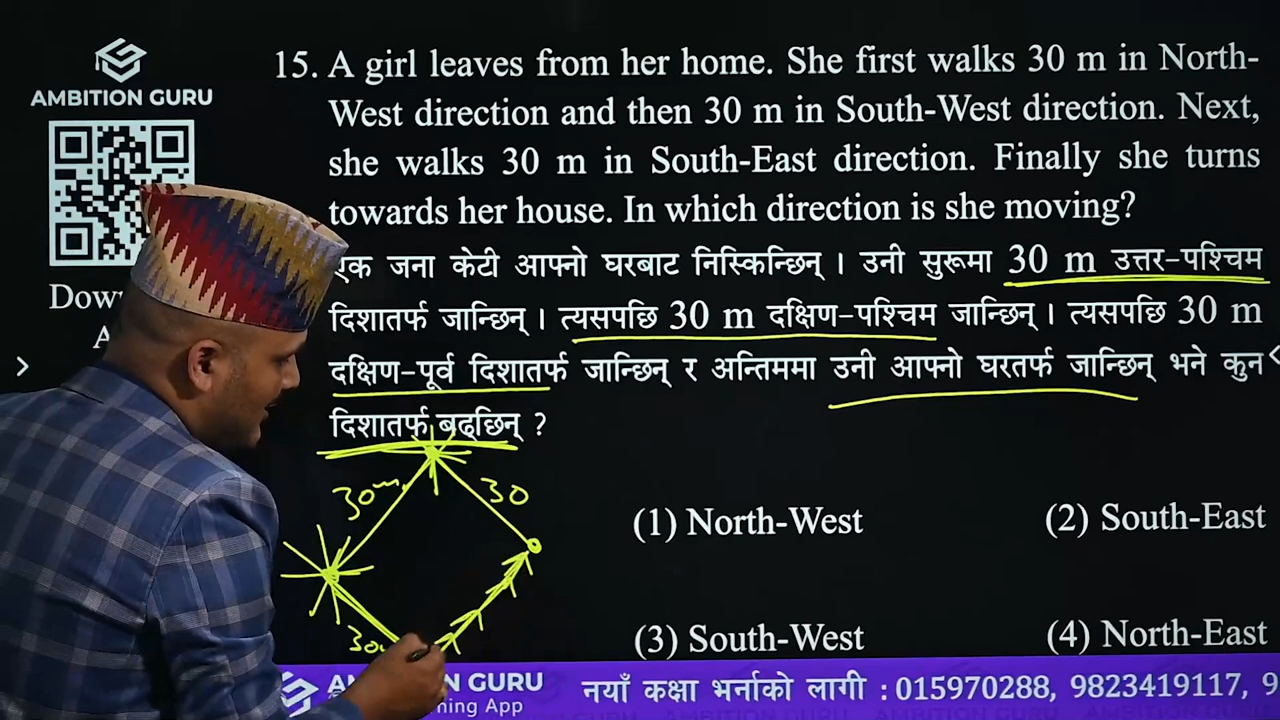 AMBITION GURU
15. A girl leaves from her home. She first walks 30 m in North-
West direction and then 30 m in South-West direction. Next,
she walks 30 m in South-East direction. Finally she turns
towards her house. In which direction is she moving?
एक जना केटी आफ्नो घरबाट निस्किन्छिन् । उनी सुरूमा 30 m उत्तर-पश्चिम
दिशातर्फ जान्छिन् । त्यसपछि 30 m दक्षिण-पश्चिम जान्छिन् । त्यसपछि 30 m
दक्षिण-पूर्व दिशातर्फ जान्छिन् र अन्तिममा उनी आफ्नो घरतर्फ जान्छिन् भने कुन
दिशातर्फ बढ्छिन् ?
30m 30
30
(1) North-West (2) South-East
(3) South-West (4) North-East
GURU
नयाँ कक्षा भर्नाको लागी : 015970288, 9823419117, 9
App